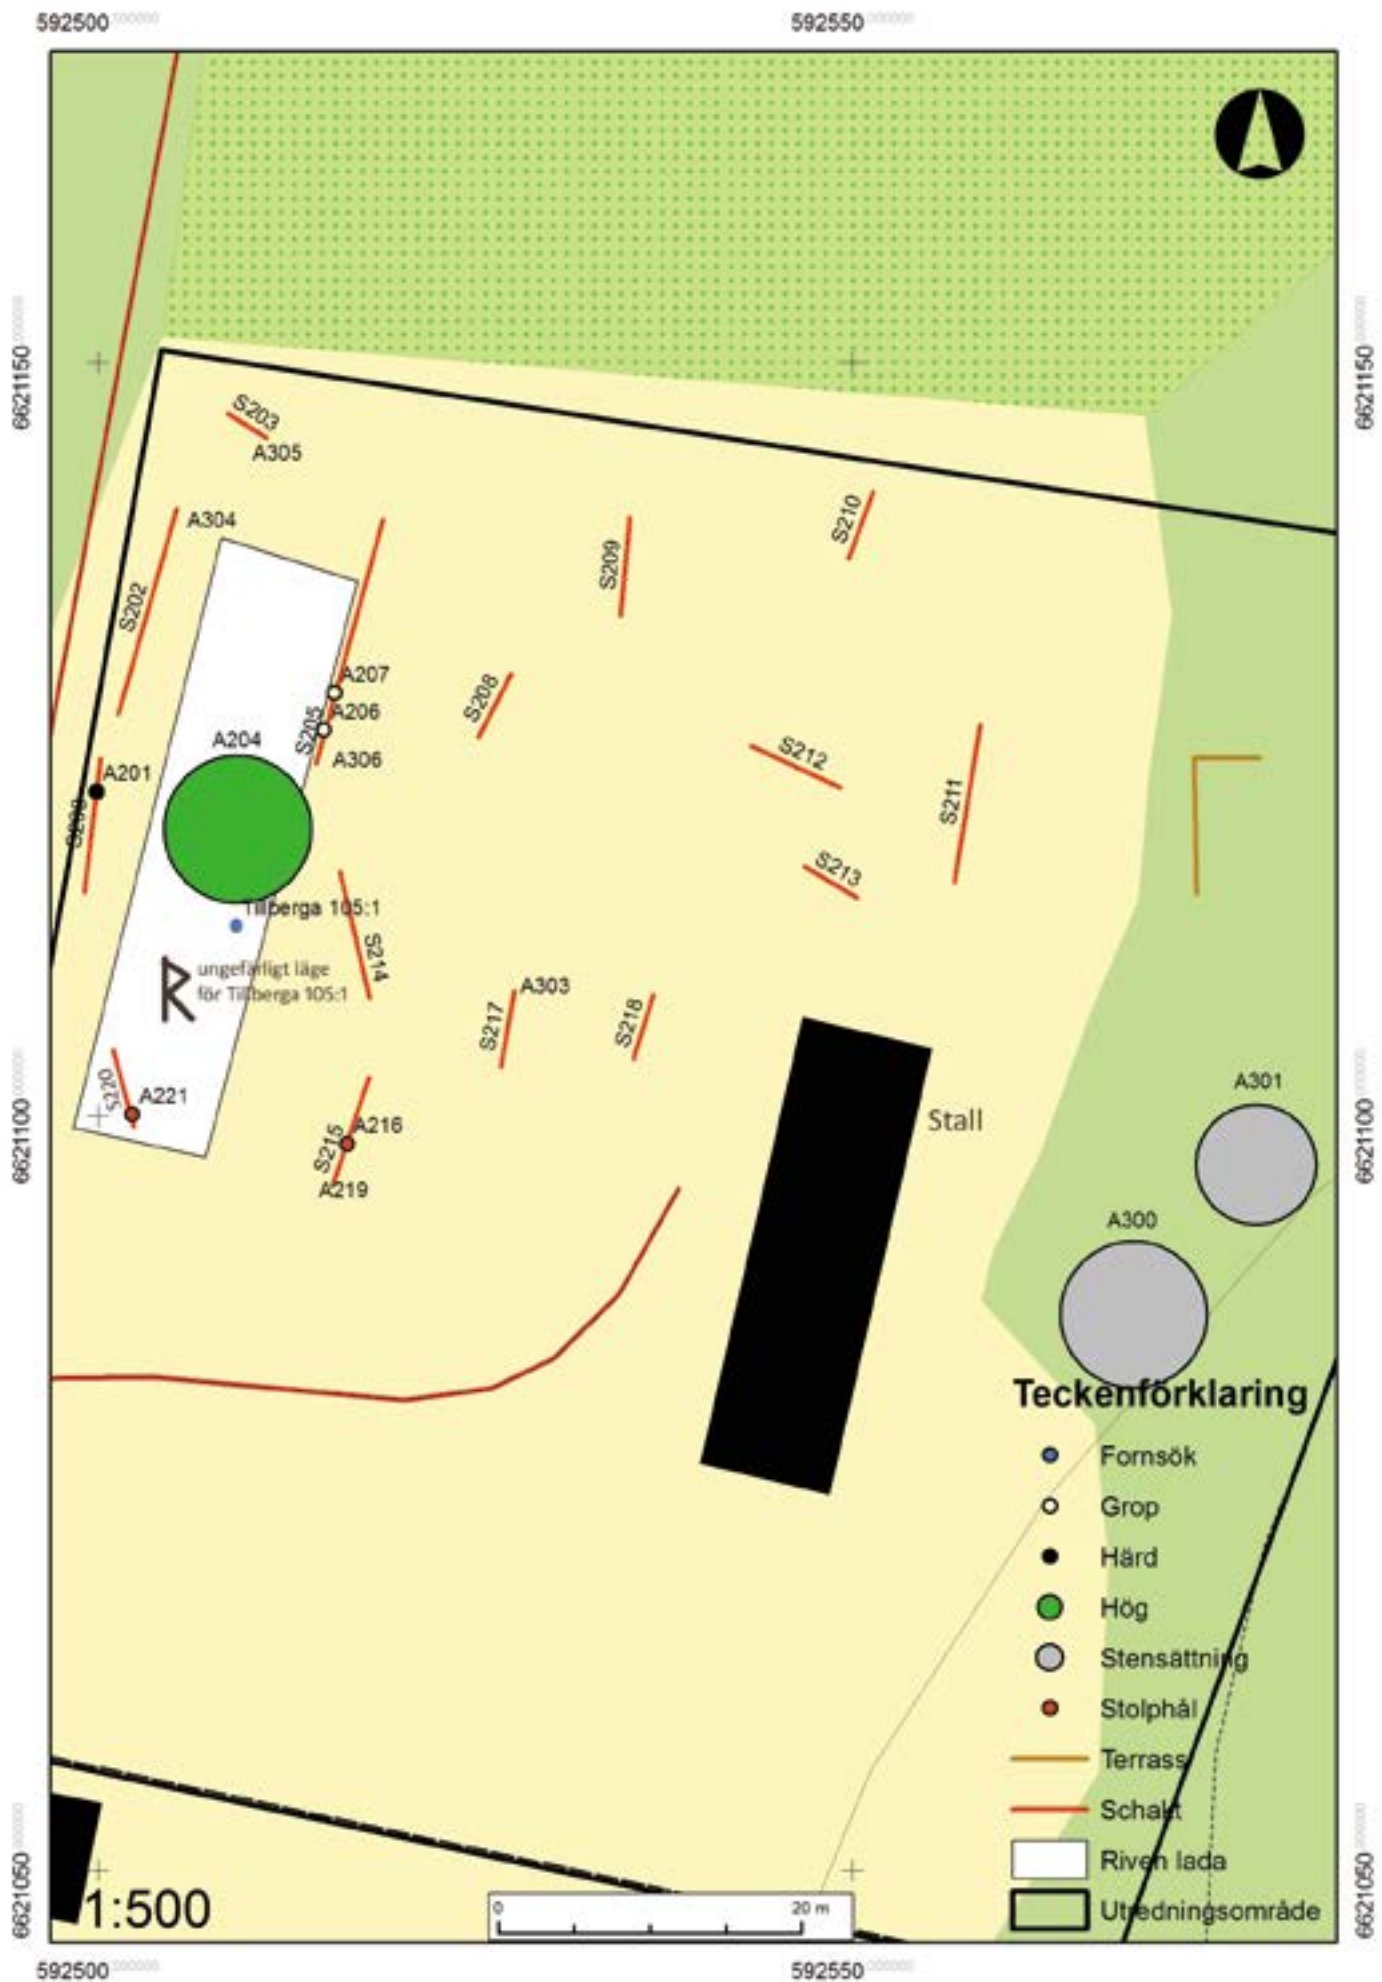 592500
592550
6621150
6621150
S203
A305
A304
S210
S209
S202
A207
S208
S205
A206
A204
A306
S212
A201
S211
S213
Tillberga 105:1
S214
R ungefärligt läge
för Tillberga 105:1
A303
S217
S218
S220
A221
A216
S215
A219
Stall
A301
A300
6621100
6621100
Teckenförklaring
Fornsök
Grop
Härd
Hög
Stensättning
Stolphål
Terrass
Schakt
Riven lada
Utredningsområde
6621050
6621050
1:500
0 20 m
592500
592550